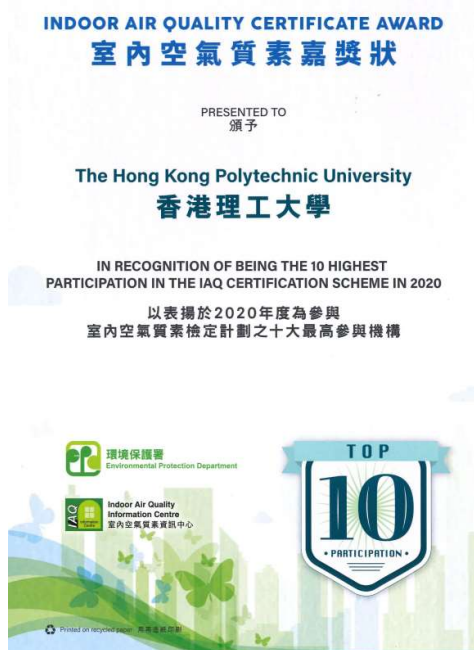 INDOOR AIR QUALITY CERTIFICATE AWARD
室內空氣質素嘉獎狀
PRESENTED TO
頒予
The Hong Kong Polytechnic University
香港理工大學
IN RECOGNITION OF BEING THE 10 HIGHEST
PARTICIPATION IN THE IAQ CERTIFICATION SCHEME IN 2020
以表揚於2020年度為參與
室內空氣質素檢定計劃之十大最高參與機構
環境保護署
Environmental Protection Department
IAQ
Information
Centre
Indoor Air Quality
Information Centre
室內空氣質素資訊中心
TOP
10
• PARTICIPATION •
Printed on recycled paper